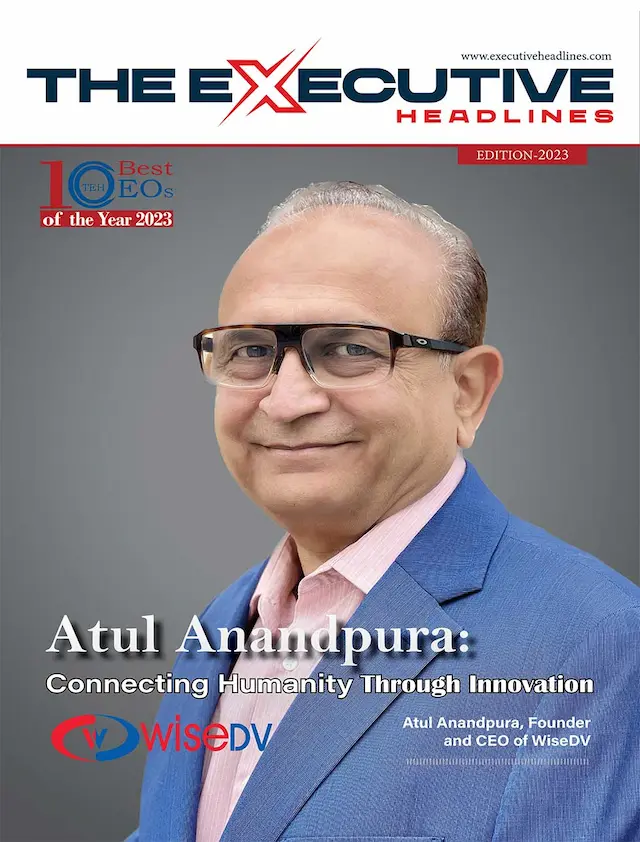 www.executiveheadlines.com
THE EXECUTIVE
HEADLINES
EDITION-2023
10 Best
TEH CEOs
of the Year 2023
Atul Anandpura:
Connecting Humanity Through Innovation
WiseDV
Atul Anandpura, Founder
and CEO of WiseDV